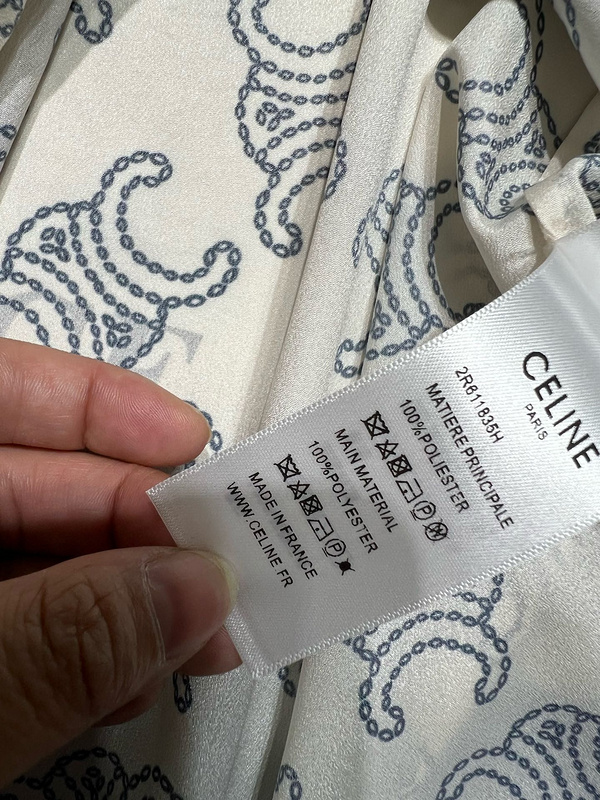 CELINE
PARIS
2R611835H
MATIERE PRINCIPALE
100%POLIESTER
MAIN MATERIAL
100%POLYESTER
MADE IN FRANCE
WWW.CELINE.FR